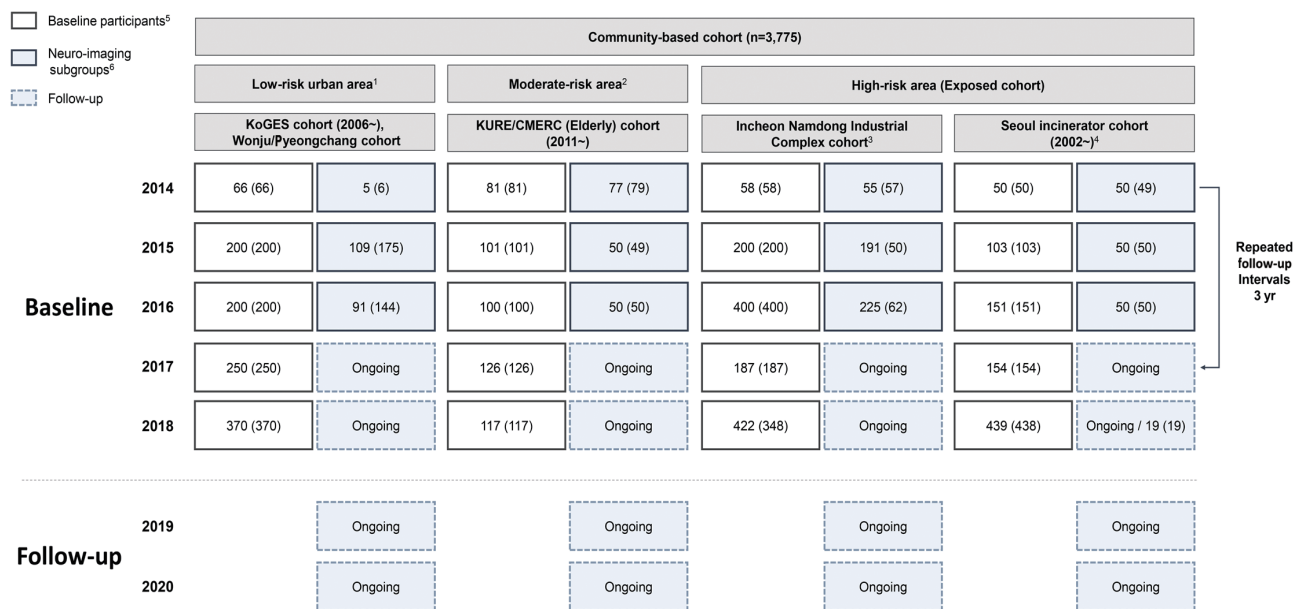 Baseline participants5
Neuro-imaging
subgroups6
Follow-up
Community-based cohort (n=3,775)
Low-risk urban area1
Moderate-risk area2
High-risk area (Exposed cohort)
KoGES cohort (2006~),
Wonju/Pyeongchang cohort
KURE/CMERC (Elderly) cohort
(2011~)
Incheon Namdong Industrial
Complex cohort3
Seoul incinerator cohort
(2002~)4
2014 66 (66) 5 (6) 81 (81) 77 (79) 58 (58) 55 (57) 50 (50) 50 (49)
2015 200 (200) 109 (175) 101 (101) 50 (49) 200 (200) 191 (50) 103 (103) 50 (50)
Repeated
follow-up
Intervals
3 yr
Baseline
2016 200 (200) 91 (144) 100 (100) 50 (50) 400 (400) 225 (62) 151 (151) 50 (50)
2017 250 (250) Ongoing 126 (126) Ongoing 187 (187) Ongoing 154 (154) Ongoing
2018 370 (370) Ongoing 117 (117) Ongoing 422 (348) Ongoing 439 (438) Ongoing / 19 (19)
2019 Ongoing Ongoing Ongoing Ongoing
Follow-up
2020 Ongoing Ongoing Ongoing Ongoing